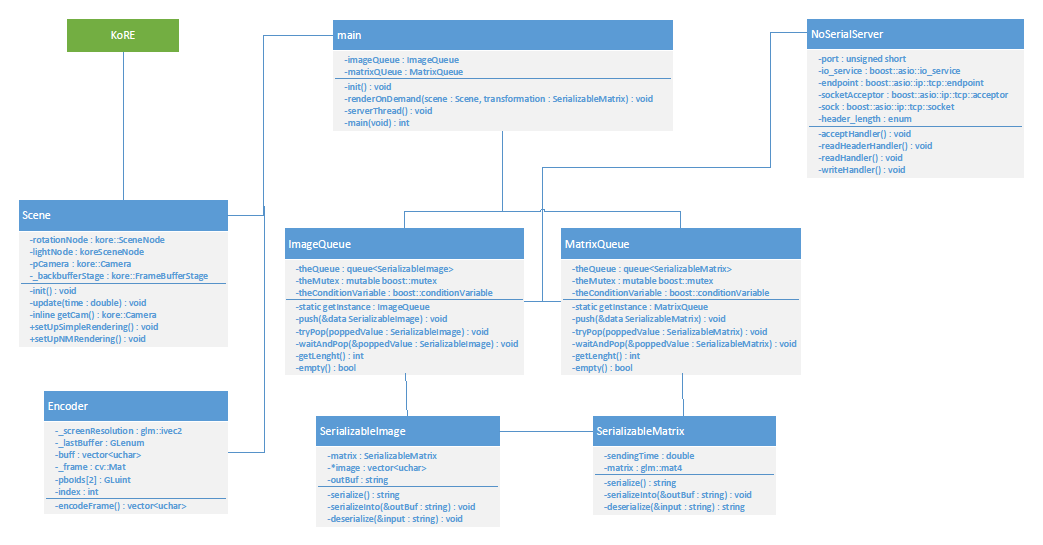 KoRE
main
-imageQueue : ImageQueue
-matrixQUeue : MatrixQueue
-init() : void
-renderOnDemand(scene : Scene, transformation : SerializableMatrix) : void
-serverThread() : void
-main(void) : int
NoSerialServer
-port : unsigned short
-io_service : boost::asio::io_service
-endpoint : boost::asio::ip::tcp::endpoint
-socketAcceptor : boost::asio::ip::tcp::acceptor
-sock : boost::asio::ip::tcp::socket
-header_length : enum
-acceptHandler() : void
-readHeaderHandler() : void
-readHandler() : void
-writeHandler() : void
Scene
-rotationNode : kore::SceneNode
-lightNode : koreSceneNode
-pCamera : kore::Camera
-_backbufferStage : kore::FrameBufferStage
-init() : void
-update(time : double) : void
-inline getCam() : kore::Camera
+setUpSimpleRendering() : void
+setUpNMRendering() : void
ImageQueue
-theQueue : queue<SerializableImage>
-theMutex : mutable boost::mutex
-theConditionVariable : boost::conditionVariable
-static getInstance : ImageQueue
-push(&data SerializableImage) : void
-tryPop(poppedValue : SerializableImage) : void
-waitAndPop(&poppedValue : SerializableImage) : void
-getLenght() : int
-empty() : bool
MatrixQueue
-theQueue : queue<SerializableMatrix>
-theMutex : mutable boost::mutex
-theConditionVariable : boost::conditionVariable
-static getInstance : MatrixQueue
-push(&data SerializableMatrix) : void
-tryPop(poppedValue : SerializableMatrix) : void
-waitAndPop(&poppedValue : SerializableMatrix) : void
-getLenght() : int
-empty() : bool
Encoder
-_screenResolution : glm::ivec2
-_lastBuffer : GLenum
-buff : vector<uchar>
-_frame : cv::Mat
-pboIds[2] : GLuint
-index : int
-encodeFrame() : vector<uchar>
SerializableImage
-matrix : SerializableMatrix
-*image : vector<uchar>
-outBuf : string
-serialize() : string
-serializeInto(&outBuf : string) : void
-deserialize(&input : string) : void
SerializableMatrix
-sendingTime : double
-matrix : glm::mat4
-serialize() : string
-serializeInto(&outBuf : string) : void
-deserialize(&input : string) : string